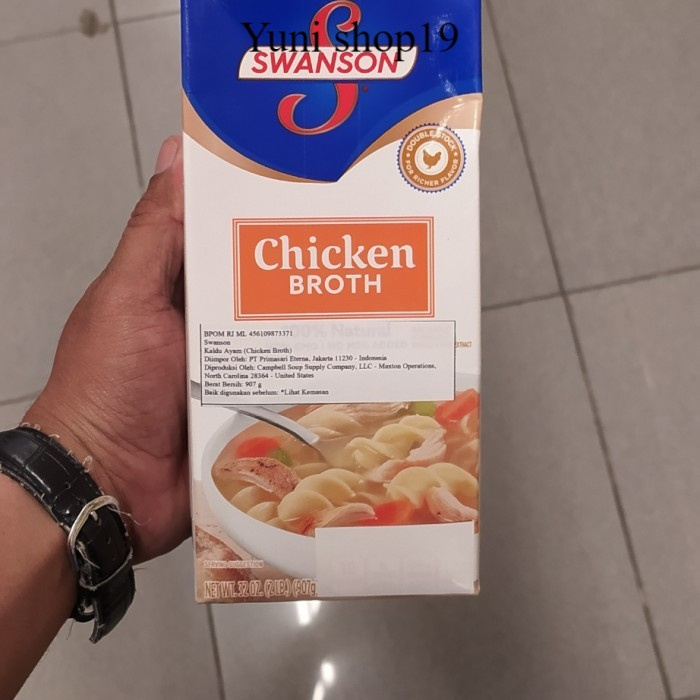 Yuni shop19
SWANSON
DOUBLE STOCK
FOR RICHER FLAVOR
Chicken
BROTH
100% Natural
BPOM RI ML 456109873371
Swanson
Kaldu Ayam (Chicken Broth)
Diimpor Oleh: PT Primasari Eterna, Jakarta 11230 - Indonesia
Diproduksi Oleh: Campbell Soup Supply Company, LLC - Maxton Operations,
North Carolina 28364 - United States
Berat Bersih: 907 g
Baik digunakan sebelum: *Lihat Kemasan
SERVING SUGGESTION
NET WT. 32 OZ. (2 LB.) (907g)